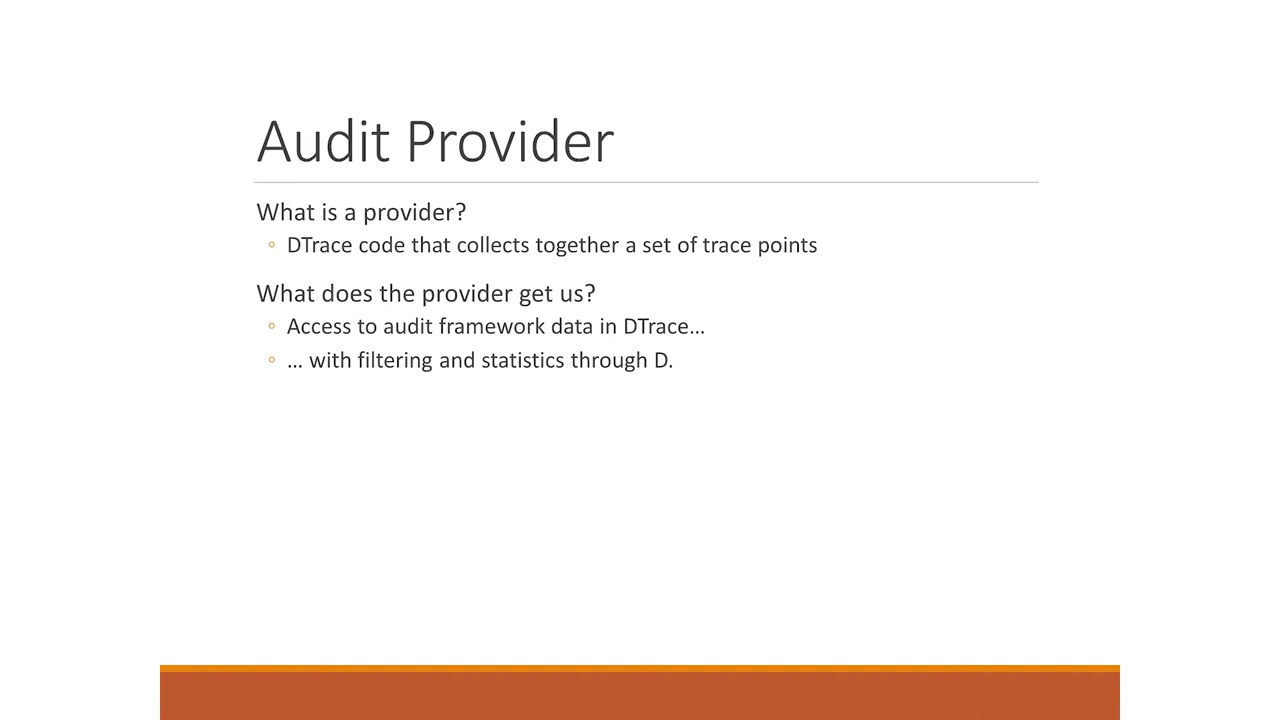 Audit Provider
What is a provider?
◦ DTrace code that collects together a set of trace points
What does the provider get us?
◦ Access to audit framework data in DTrace…
◦ … with filtering and statistics through D.